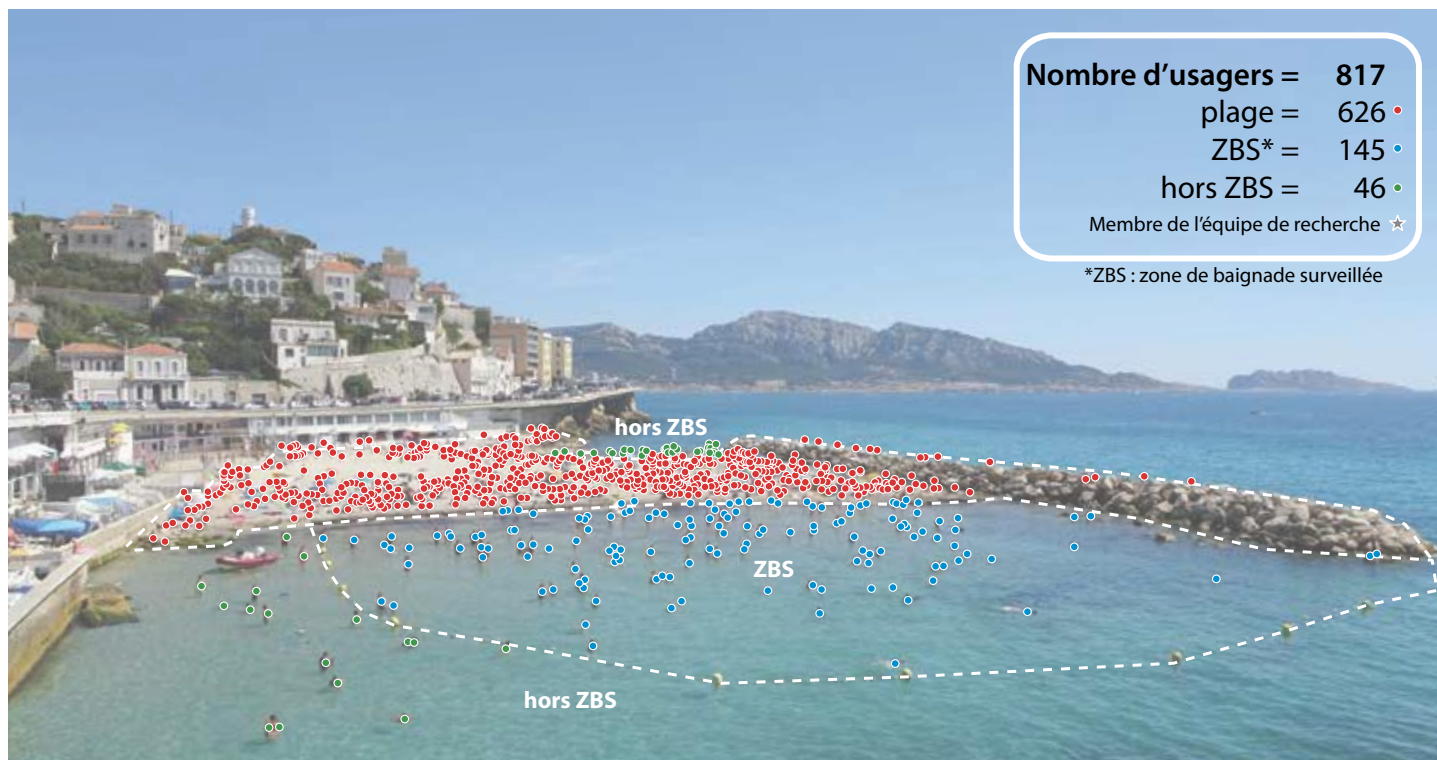 Nombre d’usagers = 817
plage = 626
ZBS* = 145
hors ZBS = 46
Membre de l’équipe de recherche
*ZBS : zone de baignade surveillée
hors ZBS
ZBS
hors ZBS